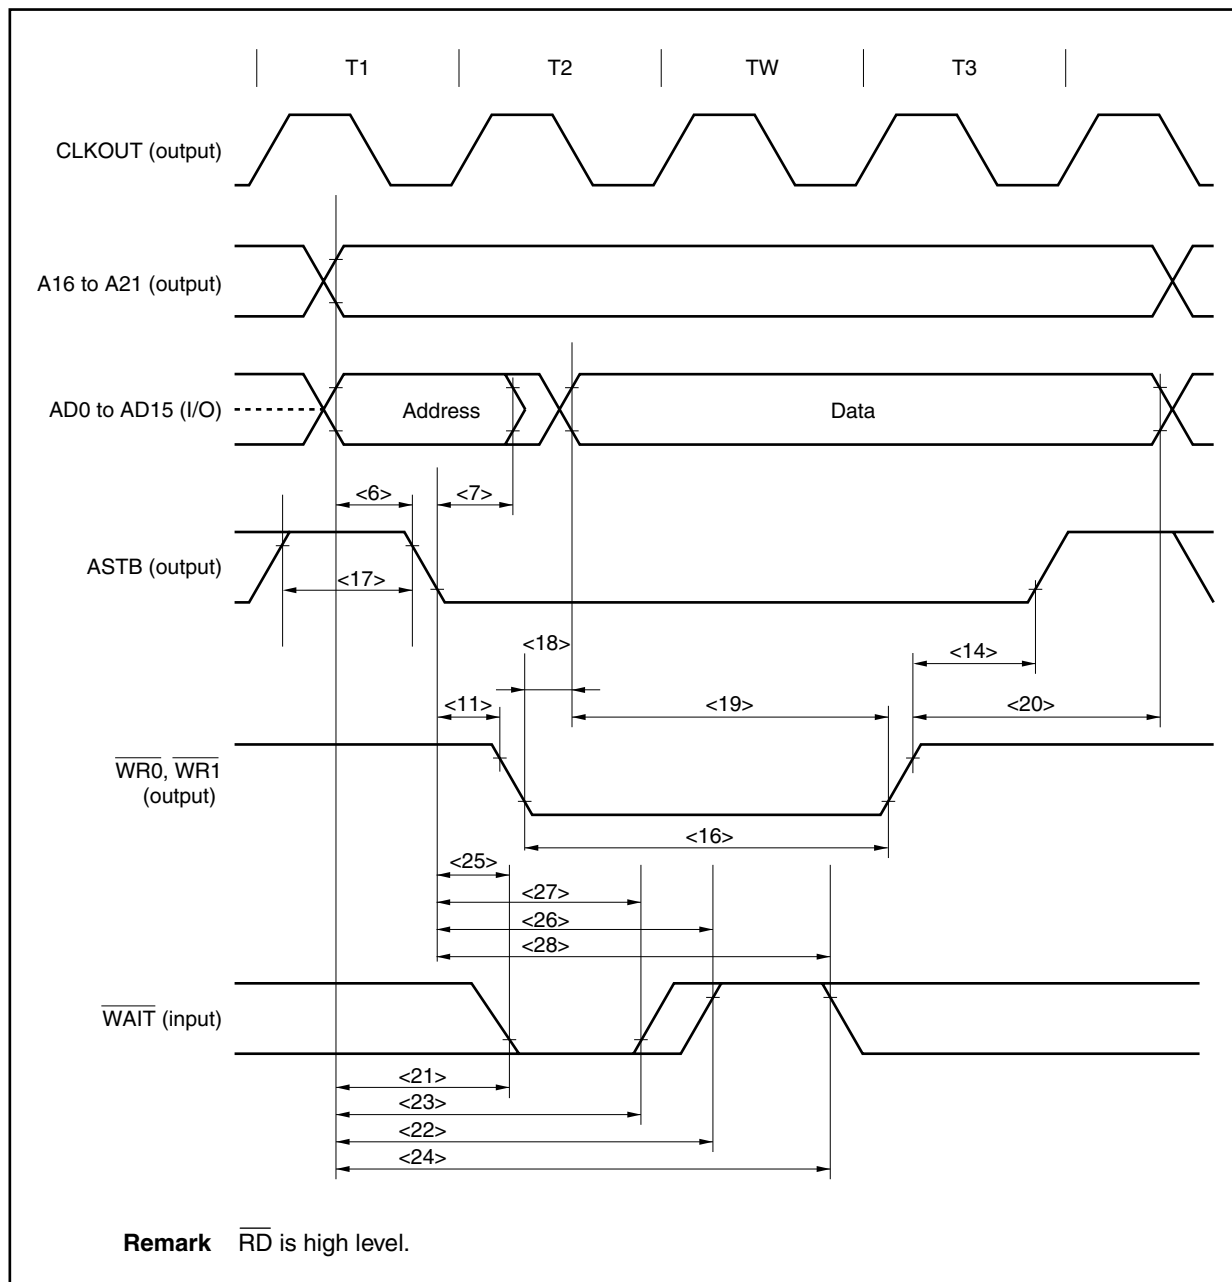 T1 T2 TW T3
CLKOUT (output)
A16 to A21 (output)
AD0 to AD15 (I/O) Address Data
<6> <7>
ASTB (output)
<17>
<18> <14>
<11> <19> <20>
WR0, WR1
(output)
<16>
<25>
<27>
<26>
<28>
WAIT (input)
<21>
<23>
<22>
<24>
Remark RD is high level.